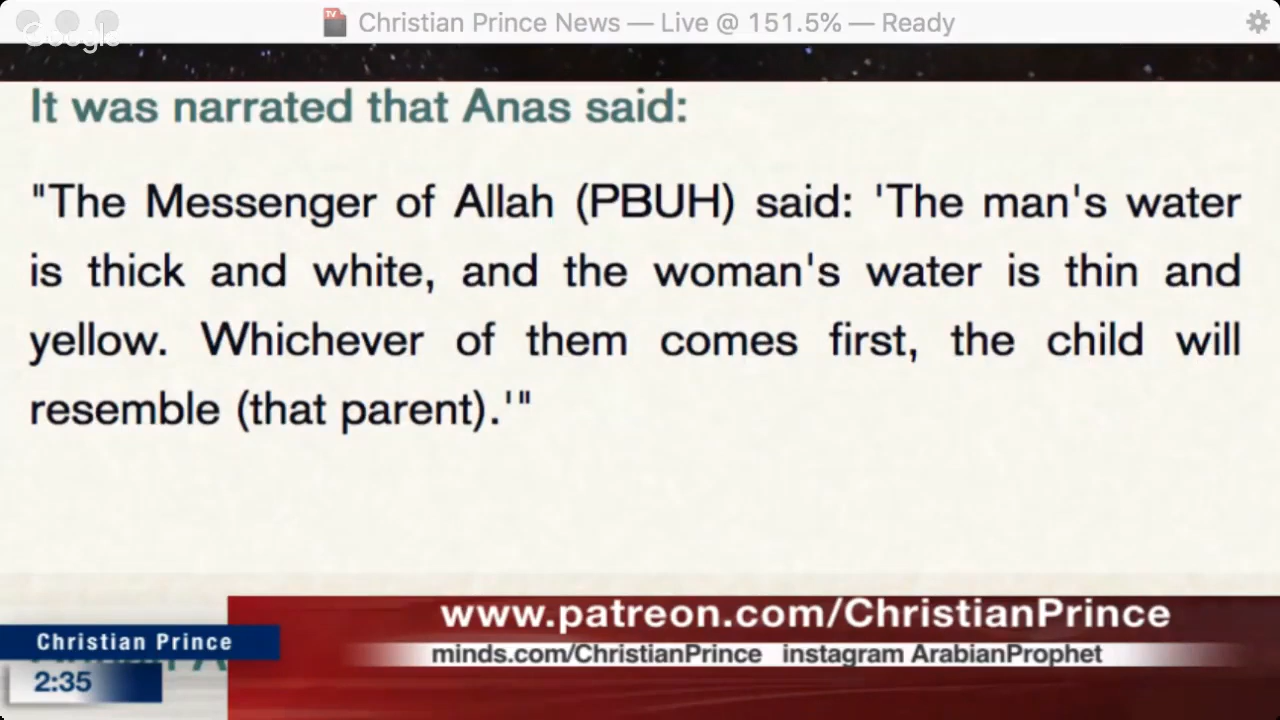 TV Christian Prince News — Live @ 151.5% — Ready
Google
It was narrated that Anas said:
"The Messenger of Allah (PBUH) said: 'The man's water
is thick and white, and the woman's water is thin and
yellow. Whichever of them comes first, the child will
resemble (that parent).'"
www.patreon.com/ChristianPrince
Christian Prince
minds.com/ChristianPrince instagram ArabianProphet
2:35